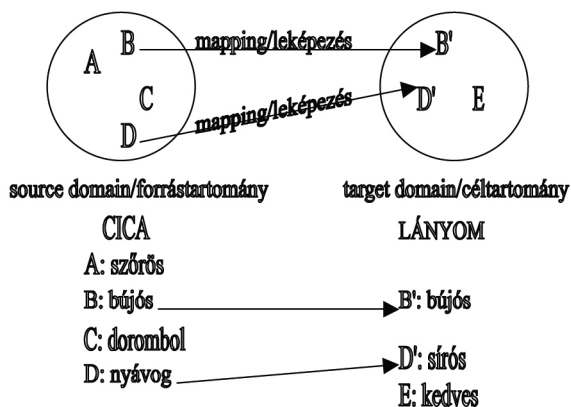 B mapping/leképezés B'
A
C D' E
D mapping/leképezés
source domain/forrástartomány target domain/céltartomány
CICA LÁNYOM
A: szőrös
B: bújós B': bújós
C: dorombol
D: nyávog D': sírós
E: kedves